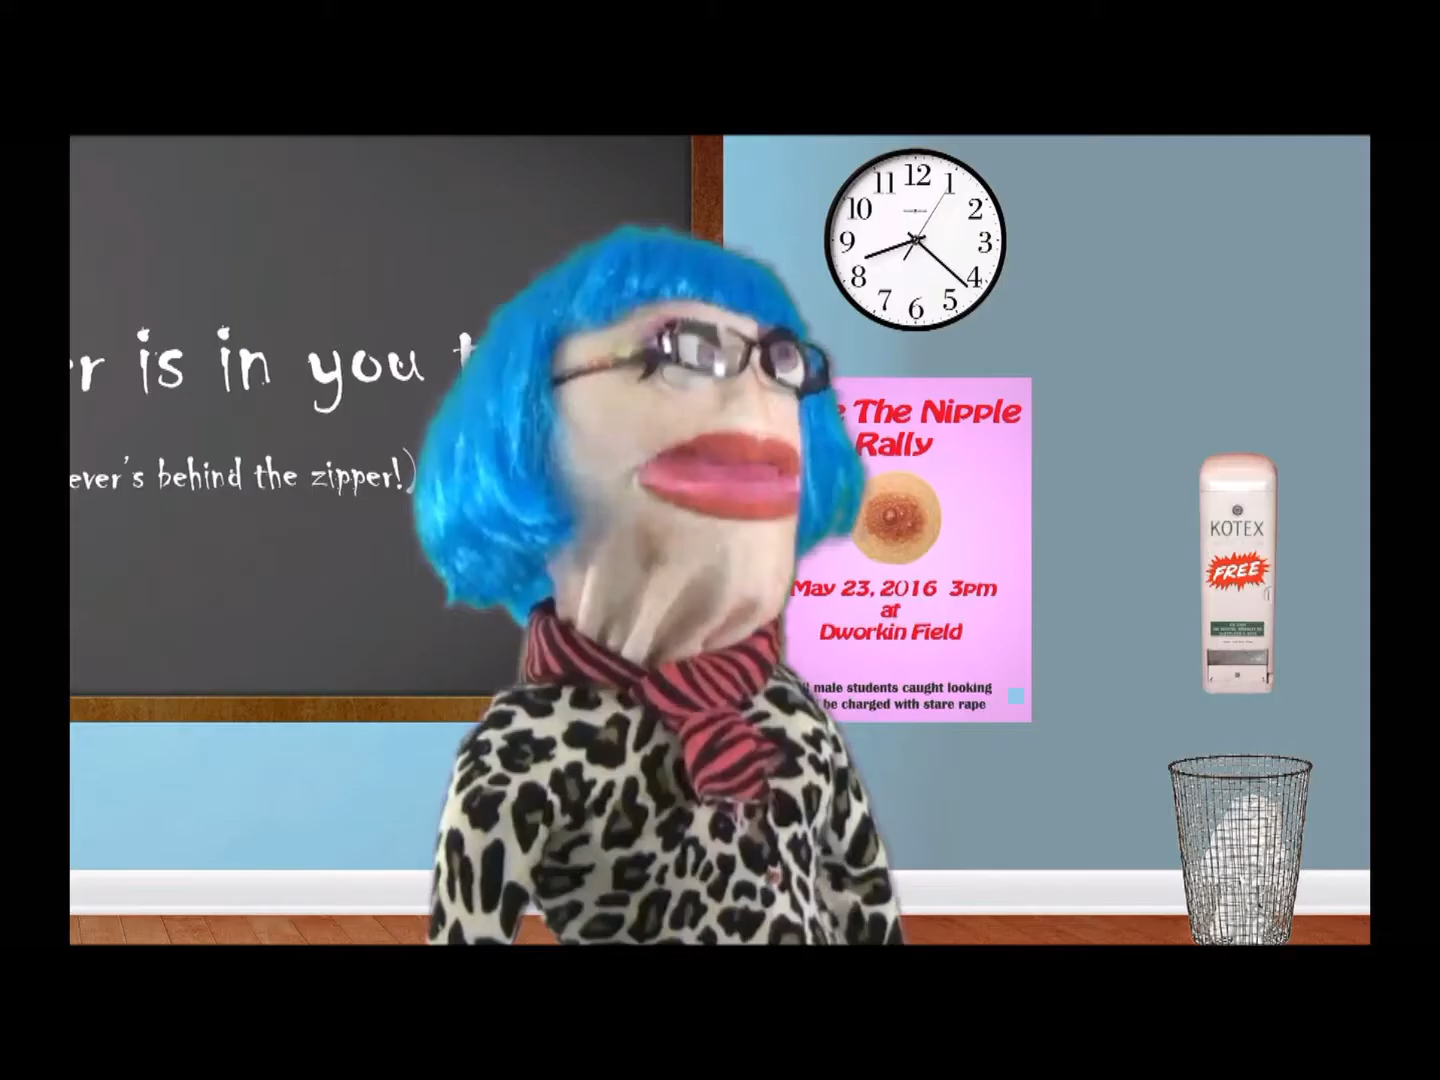 is in you
ever's behind the zipper!)
12
11
1
10
2
9
3
8
4
7
5
6
The Nipple
Rally
May 23, 2016 3pm
at
Dworkin Field
male students caught looking
be charged with stare rape
KOTEX
FREE